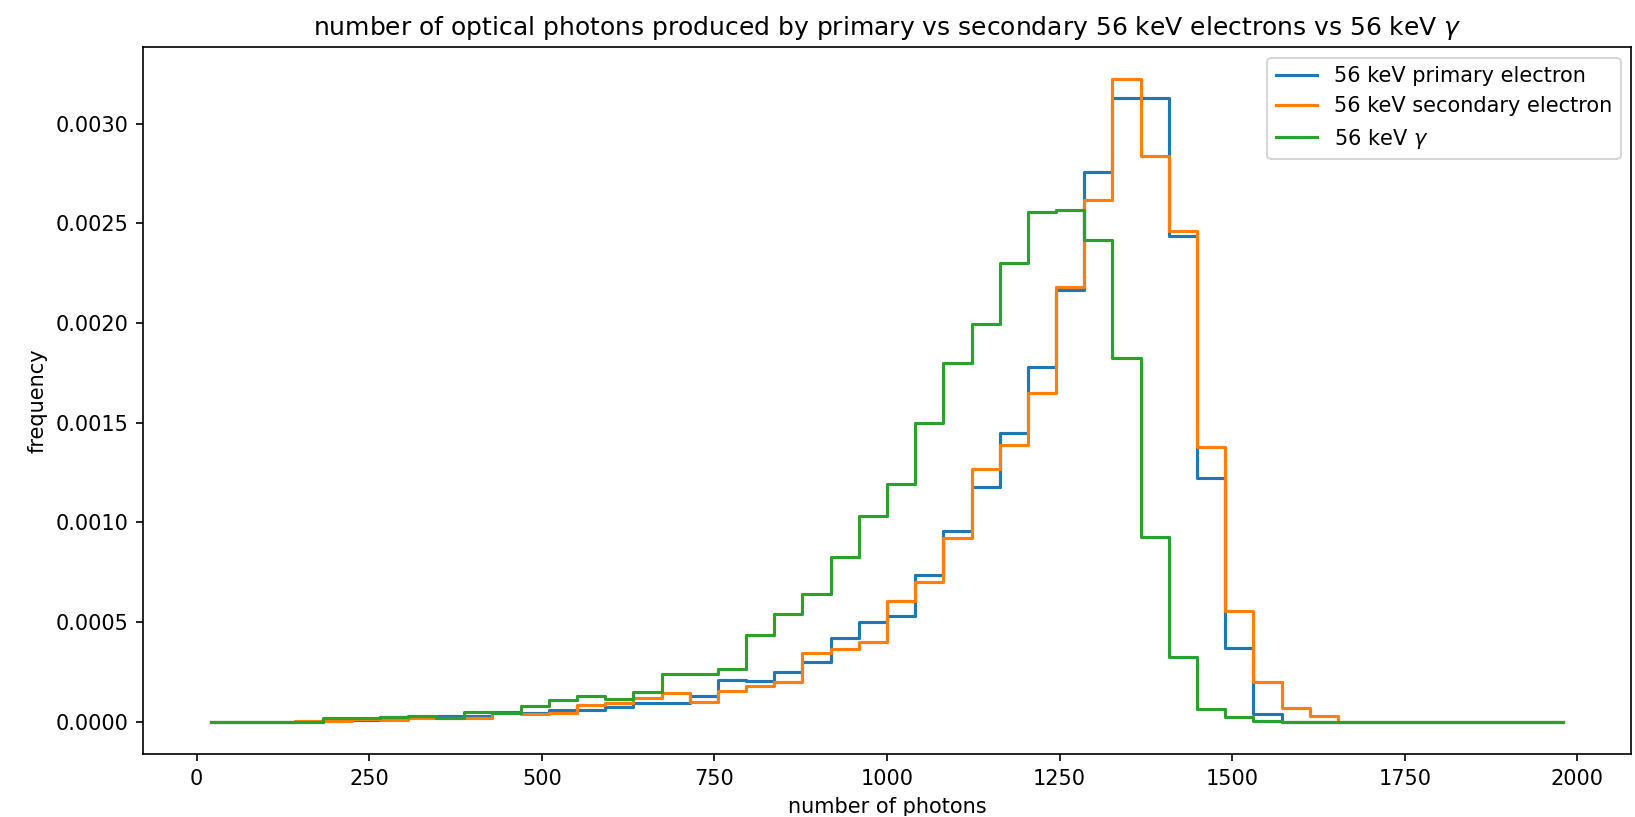 number of optical photons produced by primary vs secondary 56 keV electrons vs 56 keV γ
56 keV primary electron
56 keV secondary electron
56 keV γ
0.0030
0.0025
0.0020
0.0015
0.0010
0.0005
0.0000
frequency
0 250 500 750 1000 1250 1500 1750 2000
number of photons